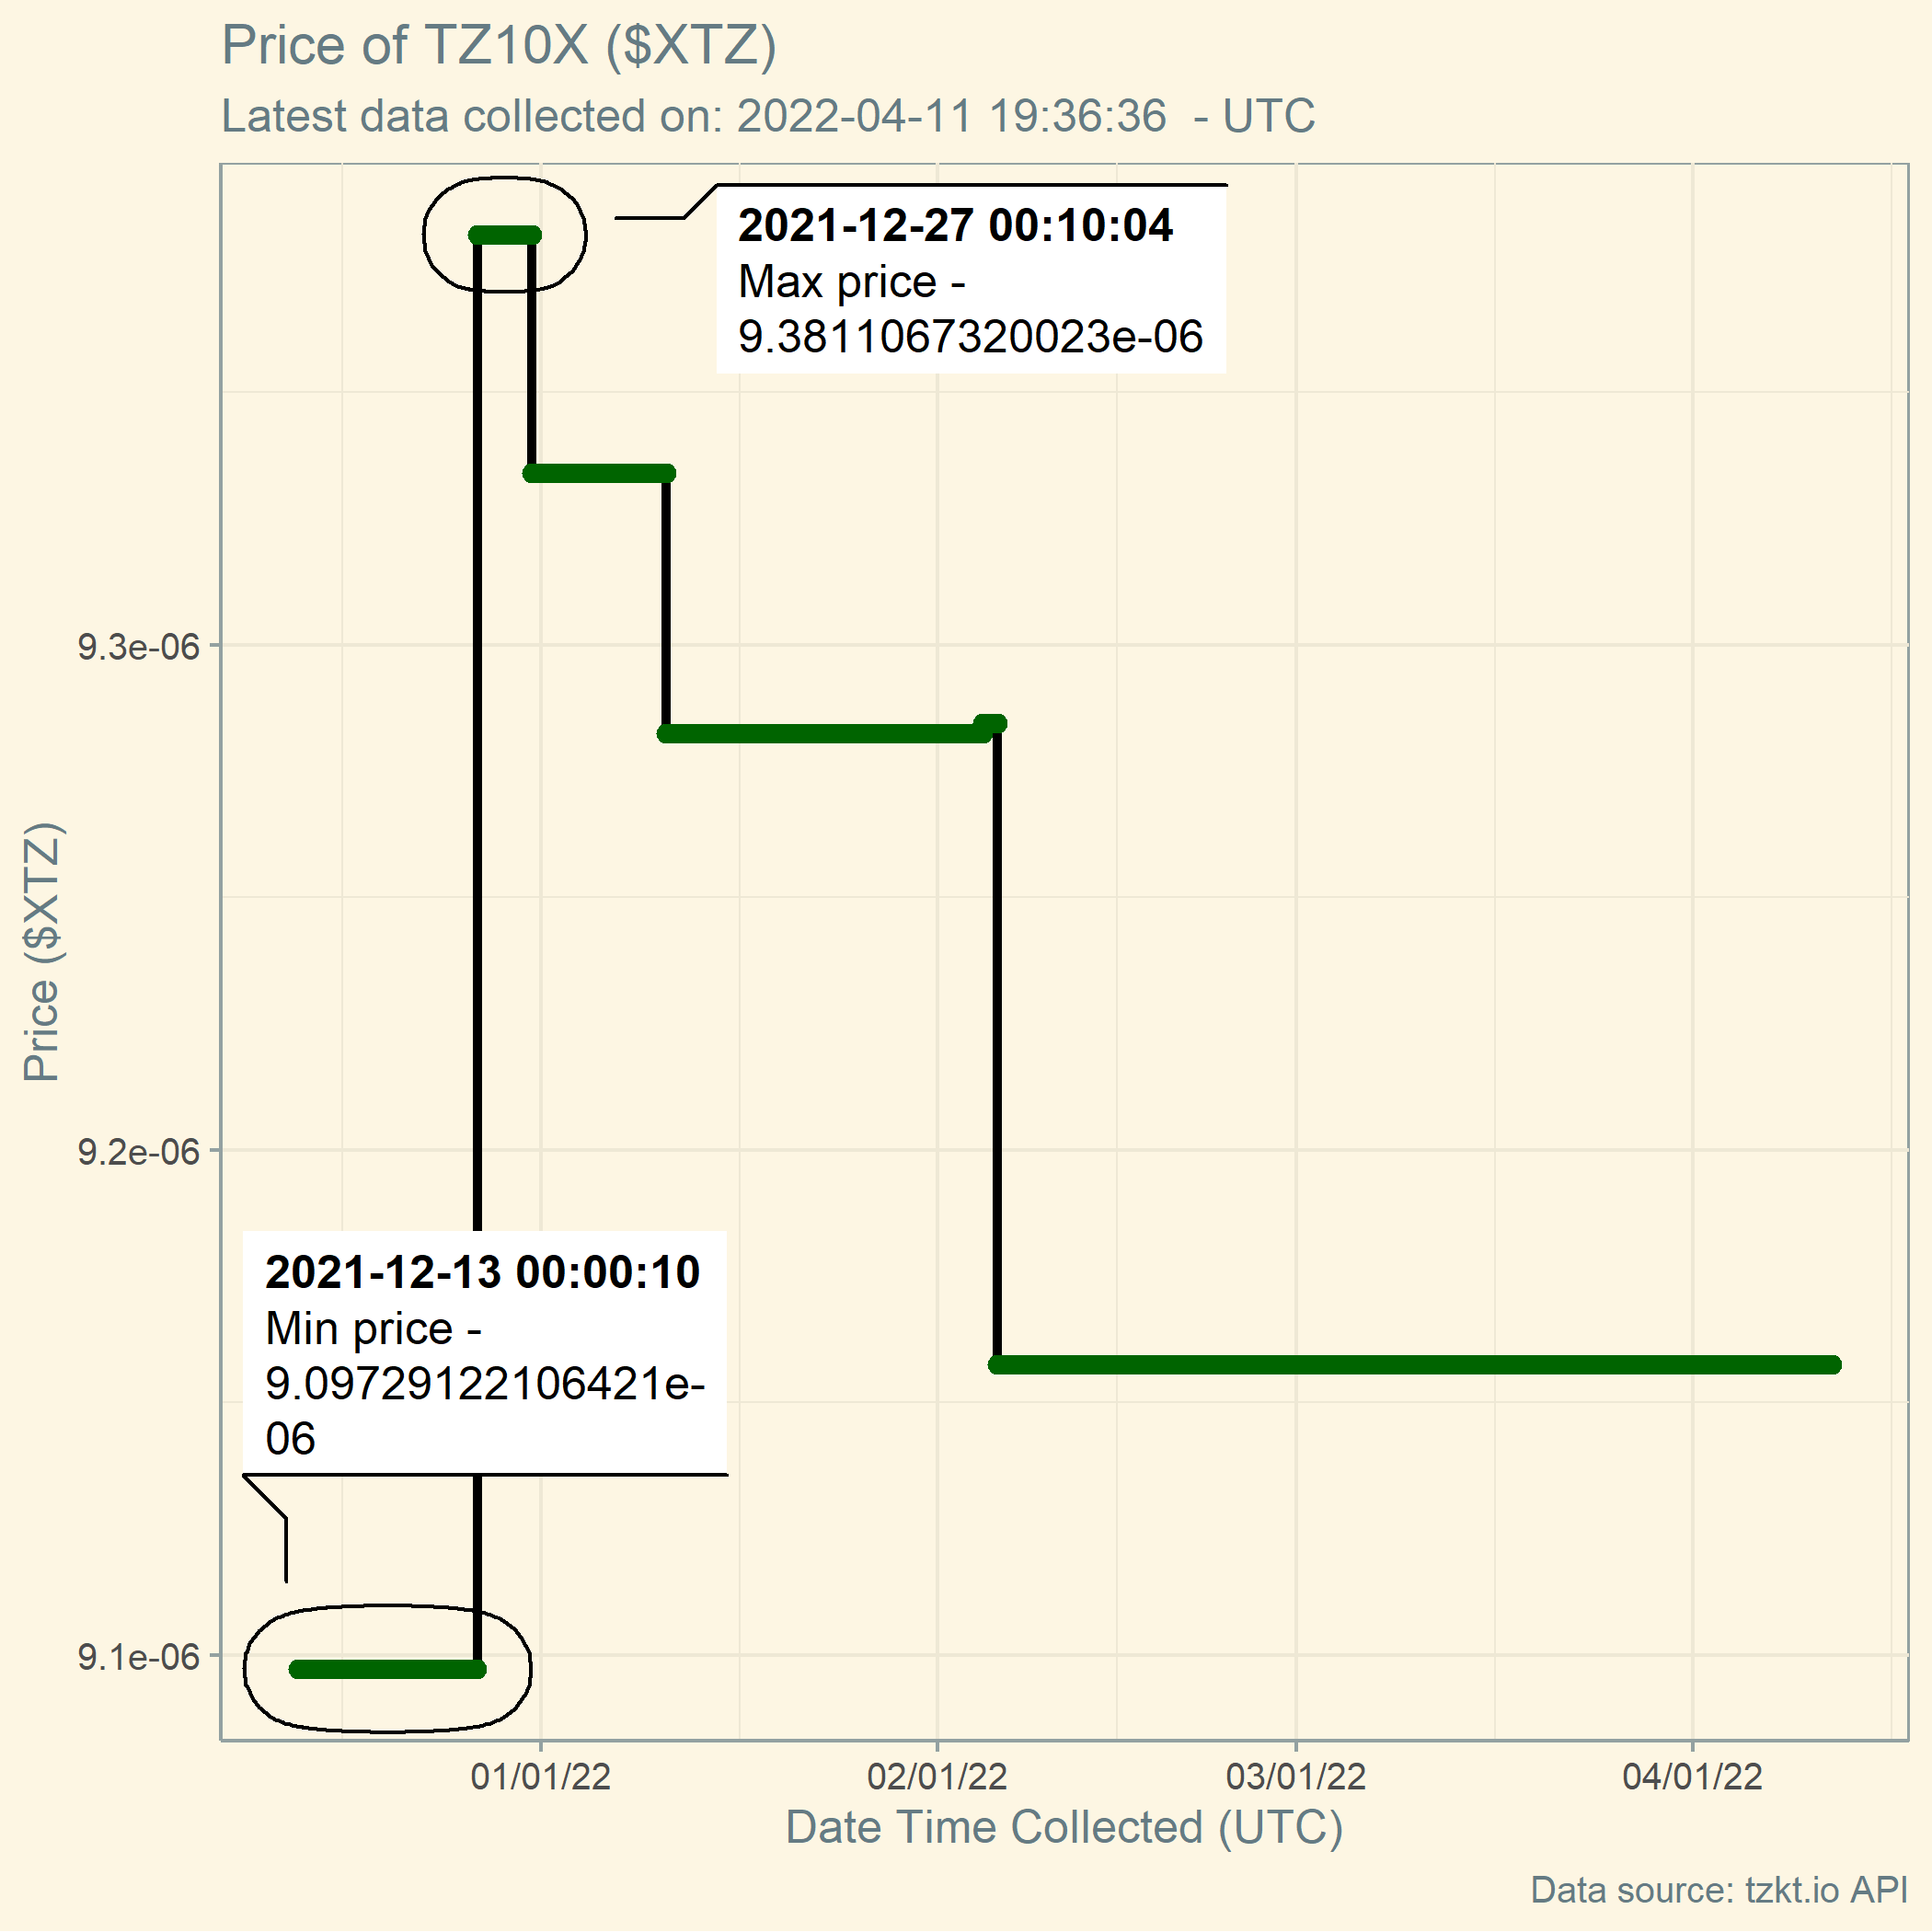 Price of TZ10X ($XTZ)
Latest data collected on: 2022-04-11 19:36:36  - UTC
2021-12-27 00:10:04
Max price -
9.3811067320023e-06
9.3e-06
Price ($XTZ)
9.2e-06
2021-12-13 00:00:10
Min price -
9.09729122106421e-
06
9.1e-06
01/01/22
02/01/22
03/01/22
04/01/22
Date Time Collected (UTC)
Data source: tzkt.io API